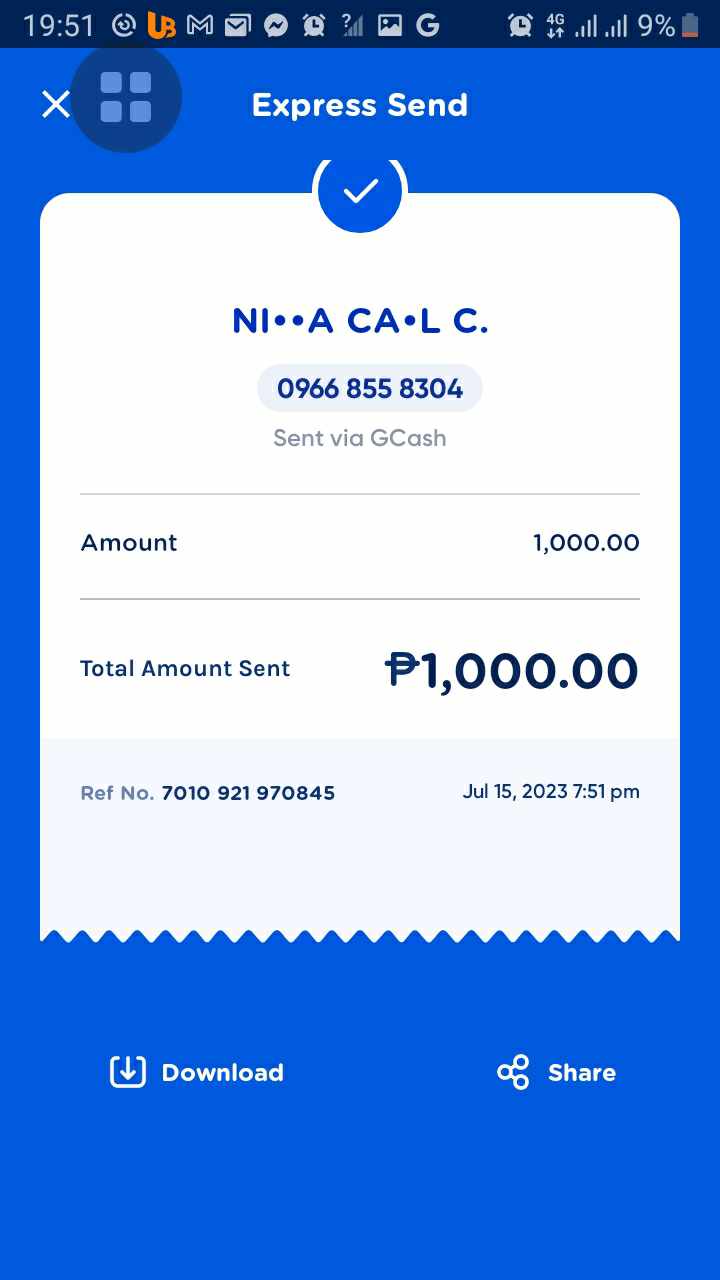 19:51 4G 9%
Express Send
NI••A CA•L C.
0966 855 8304
Sent via GCash
Amount 1,000.00
Total Amount Sent ₱1,000.00
Ref No. 7010 921 970845 Jul 15, 2023 7:51 pm
Download Share